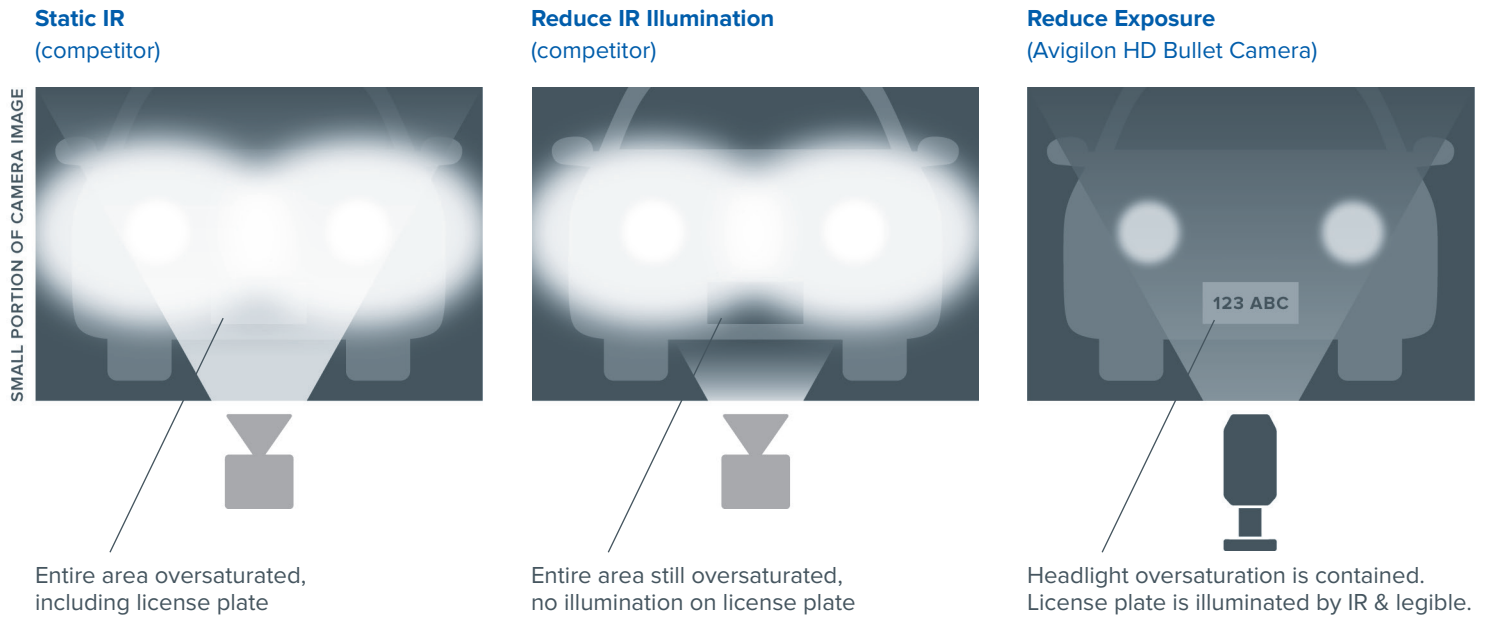 Static IR
(competitor)
Reduce IR Illumination
(competitor)
Reduce Exposure
(Avigilon HD Bullet Camera)
SMALL PORTION OF CAMERA IMAGE
123 ABC
Entire area oversaturated,
including license plate
Entire area still oversaturated,
no illumination on license plate
Headlight oversaturation is contained.
License plate is illuminated by IR & legible.